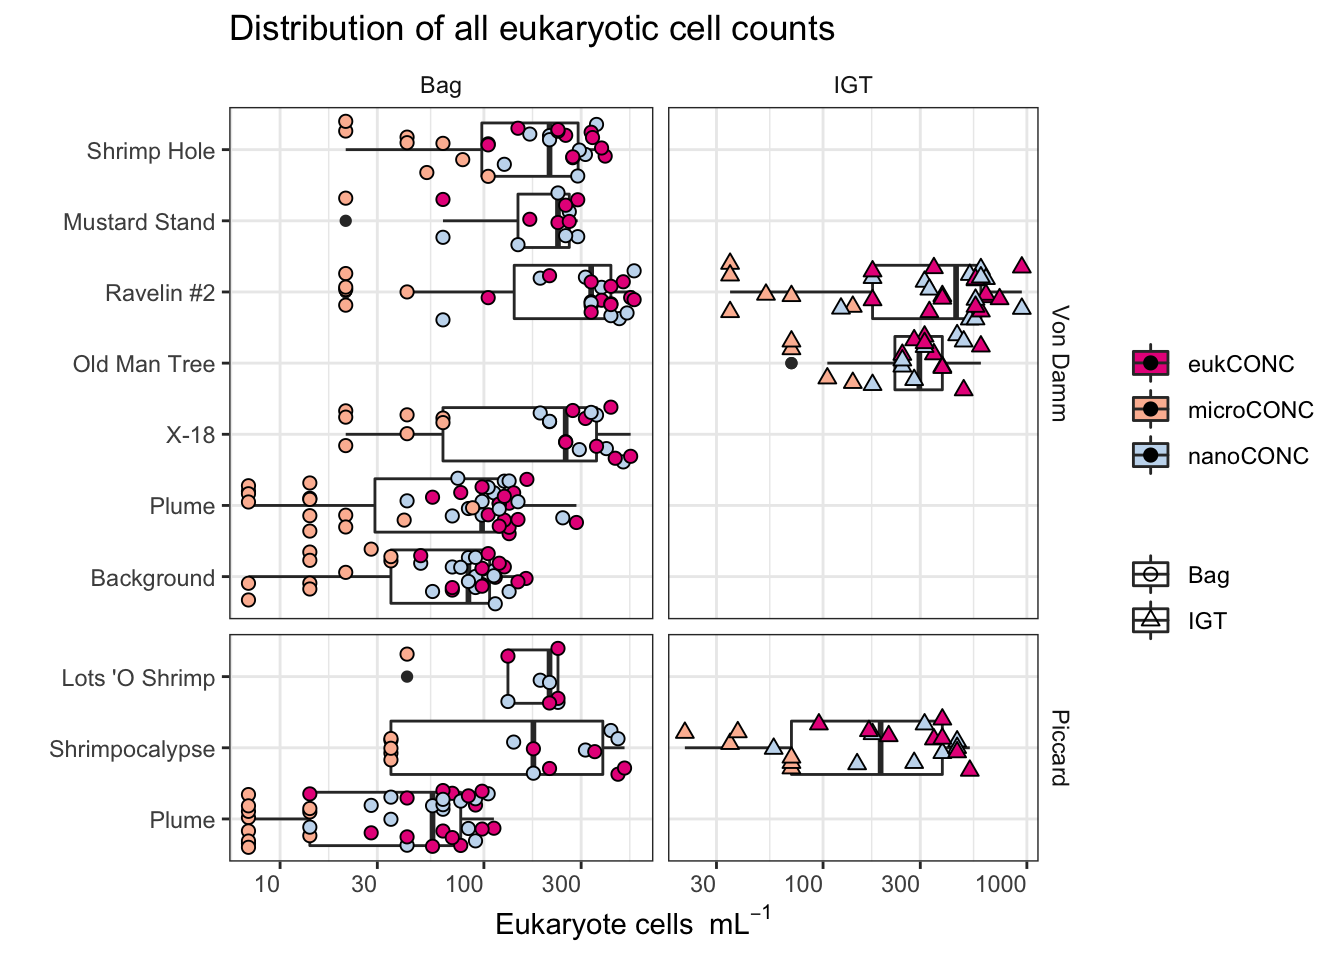 Distribution of all eukaryotic cell counts
Bag
IGT
Shrimp Hole
Mustard Stand
Ravelin #2
Old Man Tree
X-18
Plume
Background
Von Damm
Lots 'O Shrimp
Shrimpocalypse
Plume
Piccard
10
30
100
300
30
100
300
1000
Eukaryote cells mL⁻¹
eukCONC
microCONC
nanoCONC
Bag
IGT